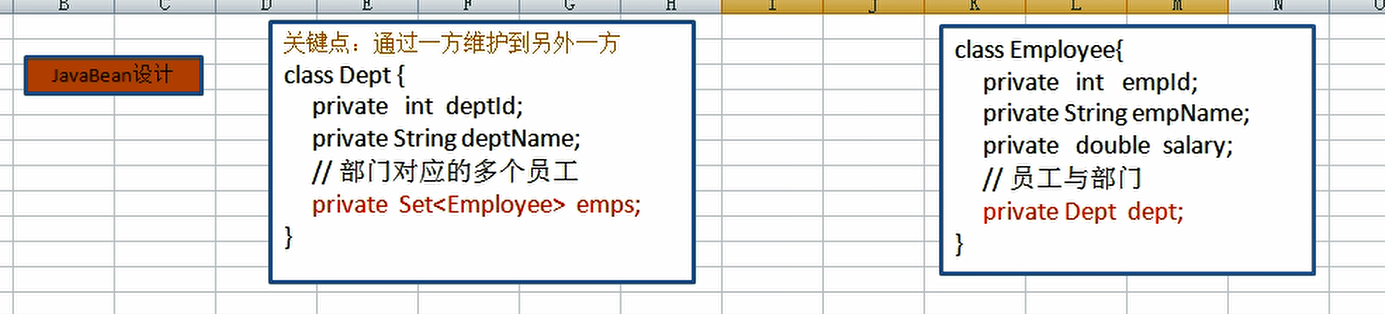 B C D E F G H I J K L M N O
JavaBean设计
关键点：通过一方维护到另外一方
class Dept {
private int deptId;
private String deptName;
// 部门对应的多个员工
private Set<Employee> emps;
}
class Employee{
private int empId;
private String empName;
private double salary;
// 员工与部门
private Dept dept;
}